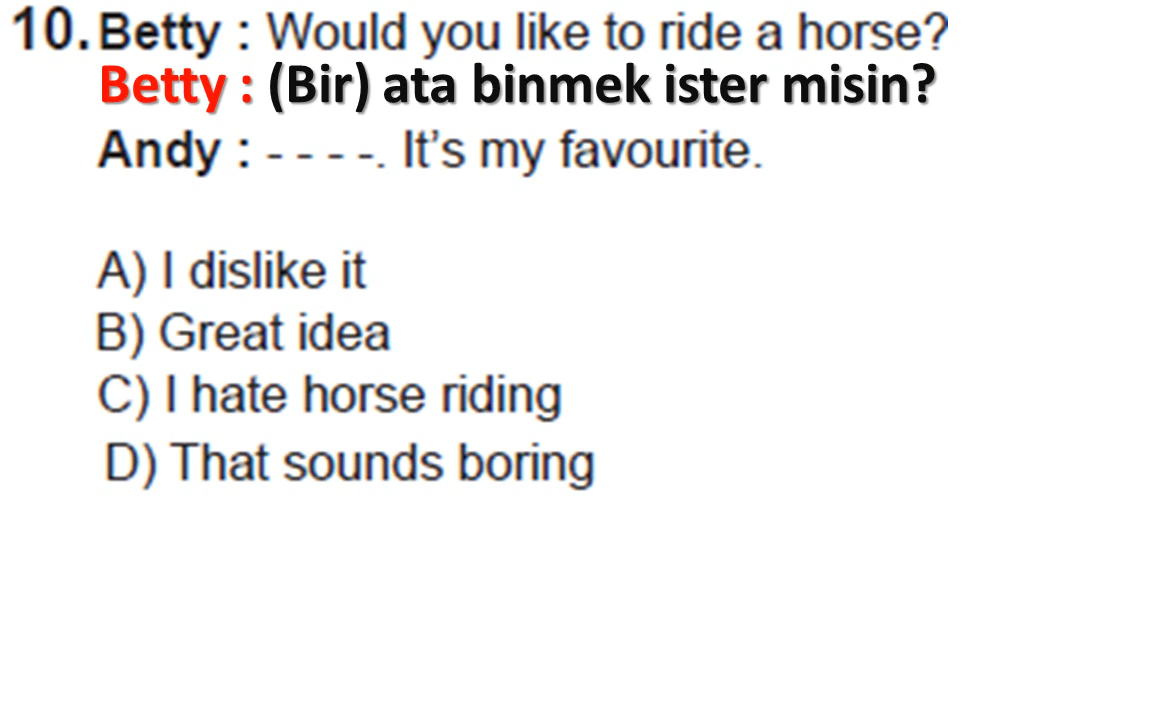 10. Betty : Would you like to ride a horse?
Betty : (Bir) ata binmek ister misin?
Andy : - - - -. It's my favourite.
A) I dislike it
B) Great idea
C) I hate horse riding
D) That sounds boring